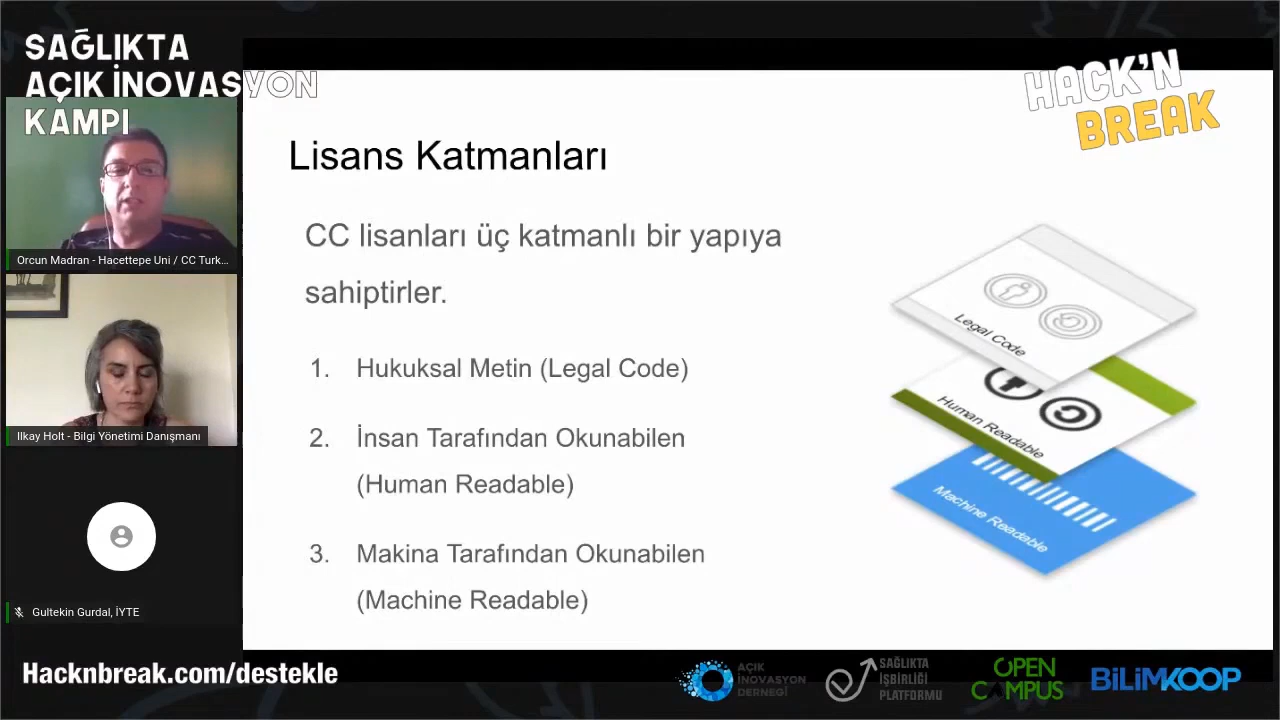 SAĞLIKTA
AÇIK İNOVASYON
KAMPI
HACK'N
BREAK
Orcun Madran - Hacettepe Uni / CC Turk...
Ilkay Holt - Bilgi Yönetimi Danışmanı
Gultekin Gurdal, İYTE
Lisans Katmanları
CC lisanları üç katmanlı bir yapıya
sahiptirler.
1. Hukuksal Metin (Legal Code)
2. İnsan Tarafından Okunabilen
(Human Readable)
3. Makina Tarafından Okunabilen
(Machine Readable)
Legal Code
Human Readable
Machine Readable
Hacknbreak.com/destekle
AÇIK
İNOVASYON
DERNEĞİ
SAĞLIKTA
İŞBİRLİĞİ
PLATFORMU
OPEN
CAMPUS
BİLİMKOOP